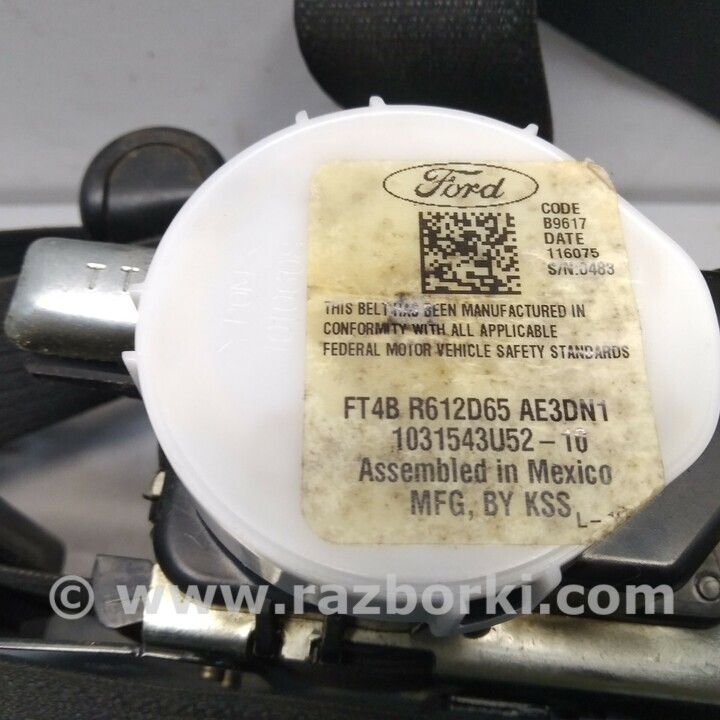 Ford
CODE
B9617
DATE
116075
S/N:0483
THIS BELT HAS BEEN MANUFACTURED IN
CONFORMITY WITH ALL APPLICABLE
FEDERAL MOTOR VEHICLE SAFETY STANDARDS
FT4B R612D65 AE3DN1
1031543U52-10
Assembled in Mexico
MFG, BY KSS
© www.razborki.com